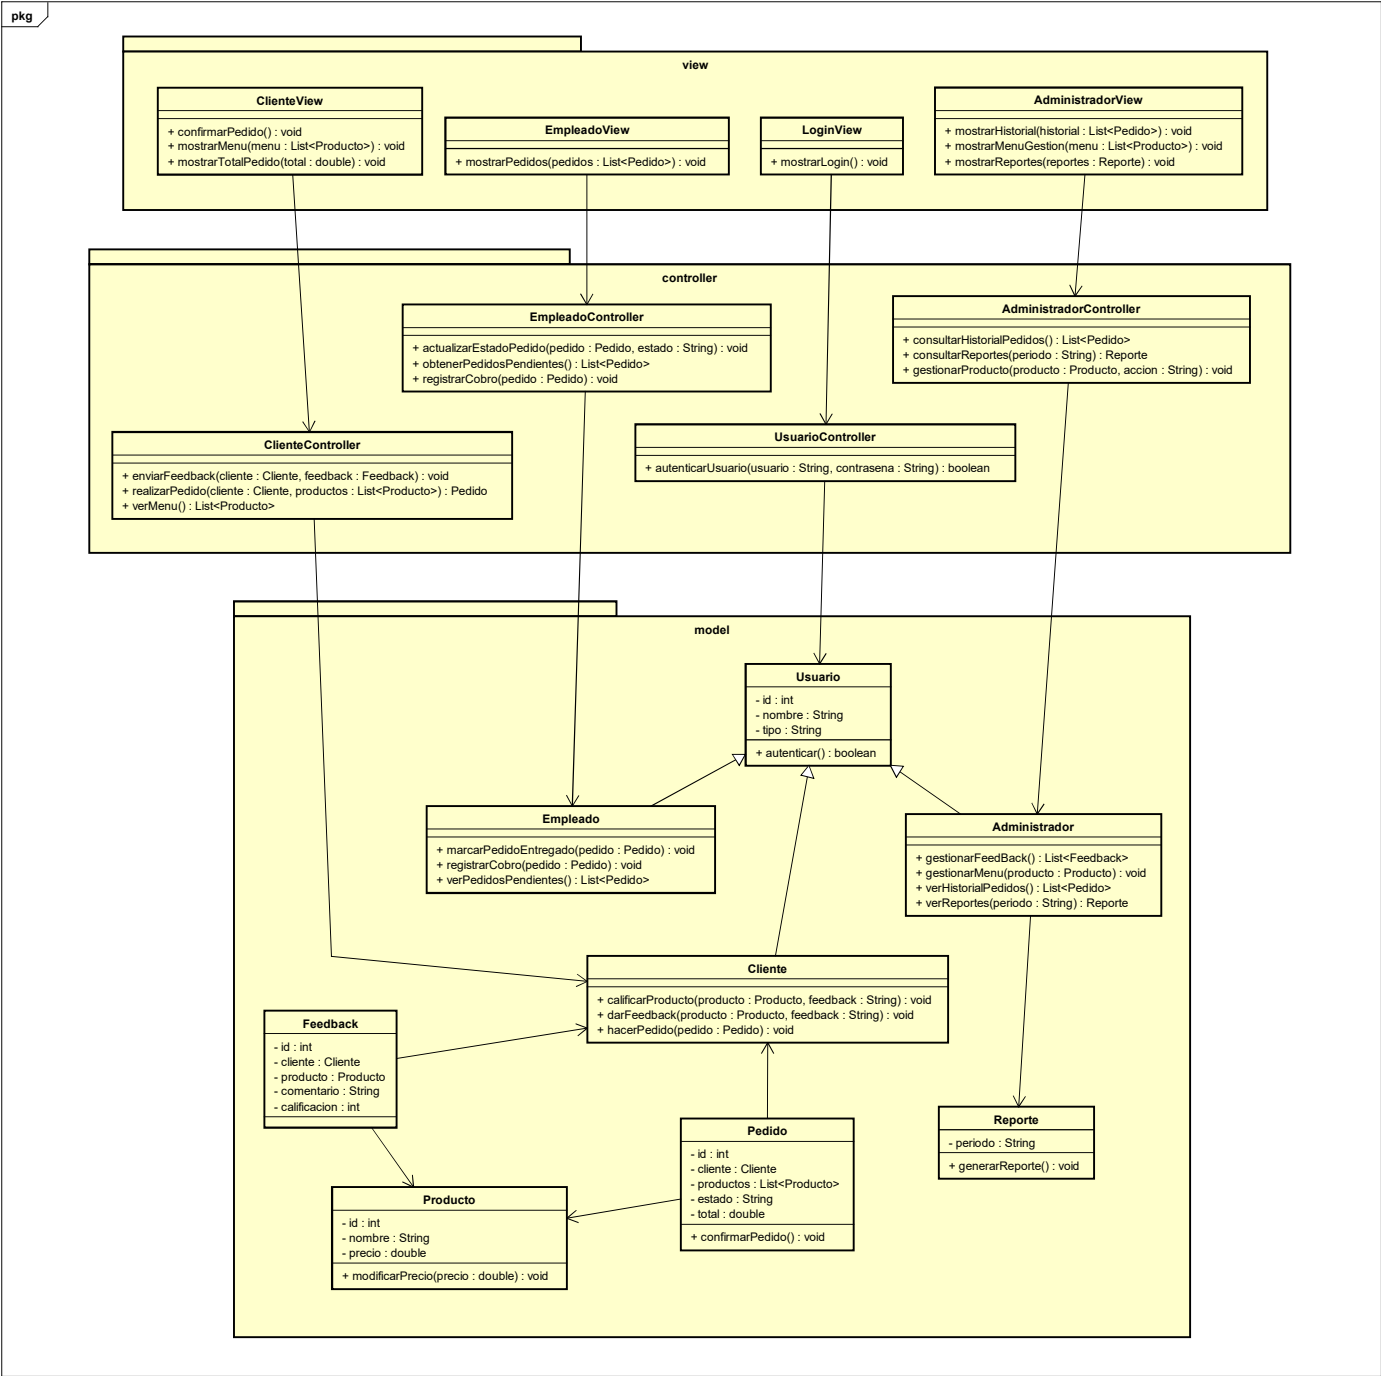 pkg
view
ClienteView
+ confirmarPedido() : void
+ mostrarMenu(menu : List<Producto>) : void
+ mostrarTotalPedido(total : double) : void
EmpleadoView
+ mostrarPedidos(pedidos : List<Pedido>) : void
LoginView
+ mostrarLogin() : void
AdministradorView
+ mostrarHistorial(historial : List<Pedido>) : void
+ mostrarMenuGestion(menu : List<Producto>) : void
+ mostrarReportes(reportes : Reporte) : void
controller
EmpleadoController
+ actualizarEstadoPedido(pedido : Pedido, estado : String) : void
+ obtenerPedidosPendientes() : List<Pedido>
+ registrarCobro(pedido : Pedido) : void
AdministradorController
+ consultarHistorialPedidos() : List<Pedido>
+ consultarReportes(periodo : String) : Reporte
+ gestionarProducto(producto : Producto, accion : String) : void
ClienteController
+ enviarFeedback(cliente : Cliente, feedback : Feedback) : void
+ realizarPedido(cliente : Cliente, productos : List<Producto>) : Pedido
+ verMenu() : List<Producto>
UsuarioController
+ autenticarUsuario(usuario : String, contrasena : String) : boolean
model
Usuario
- id : int
- nombre : String
- tipo : String
+ autenticar() : boolean
Empleado
+ marcarPedidoEntregado(pedido : Pedido) : void
+ registrarCobro(pedido : Pedido) : void
+ verPedidosPendientes() : List<Pedido>
Administrador
+ gestionarFeedBack() : List<Feedback>
+ gestionarMenu(producto : Producto) : void
+ verHistorialPedidos() : List<Pedido>
+ verReportes(periodo : String) : Reporte
Cliente
+ calificarProducto(producto : Producto, feedback : String) : void
+ darFeedback(producto : Producto, feedback : String) : void
+ hacerPedido(pedido : Pedido) : void
Feedback
- id : int
- cliente : Cliente
- producto : Producto
- comentario : String
- calificacion : int
Pedido
- id : int
- cliente : Cliente
- productos : List<Producto>
- estado : String
- total : double
+ confirmarPedido() : void
Reporte
- periodo : String
+ generarReporte() : void
Producto
- id : int
- nombre : String
- precio : double
+ modificarPrecio(precio : double) : void